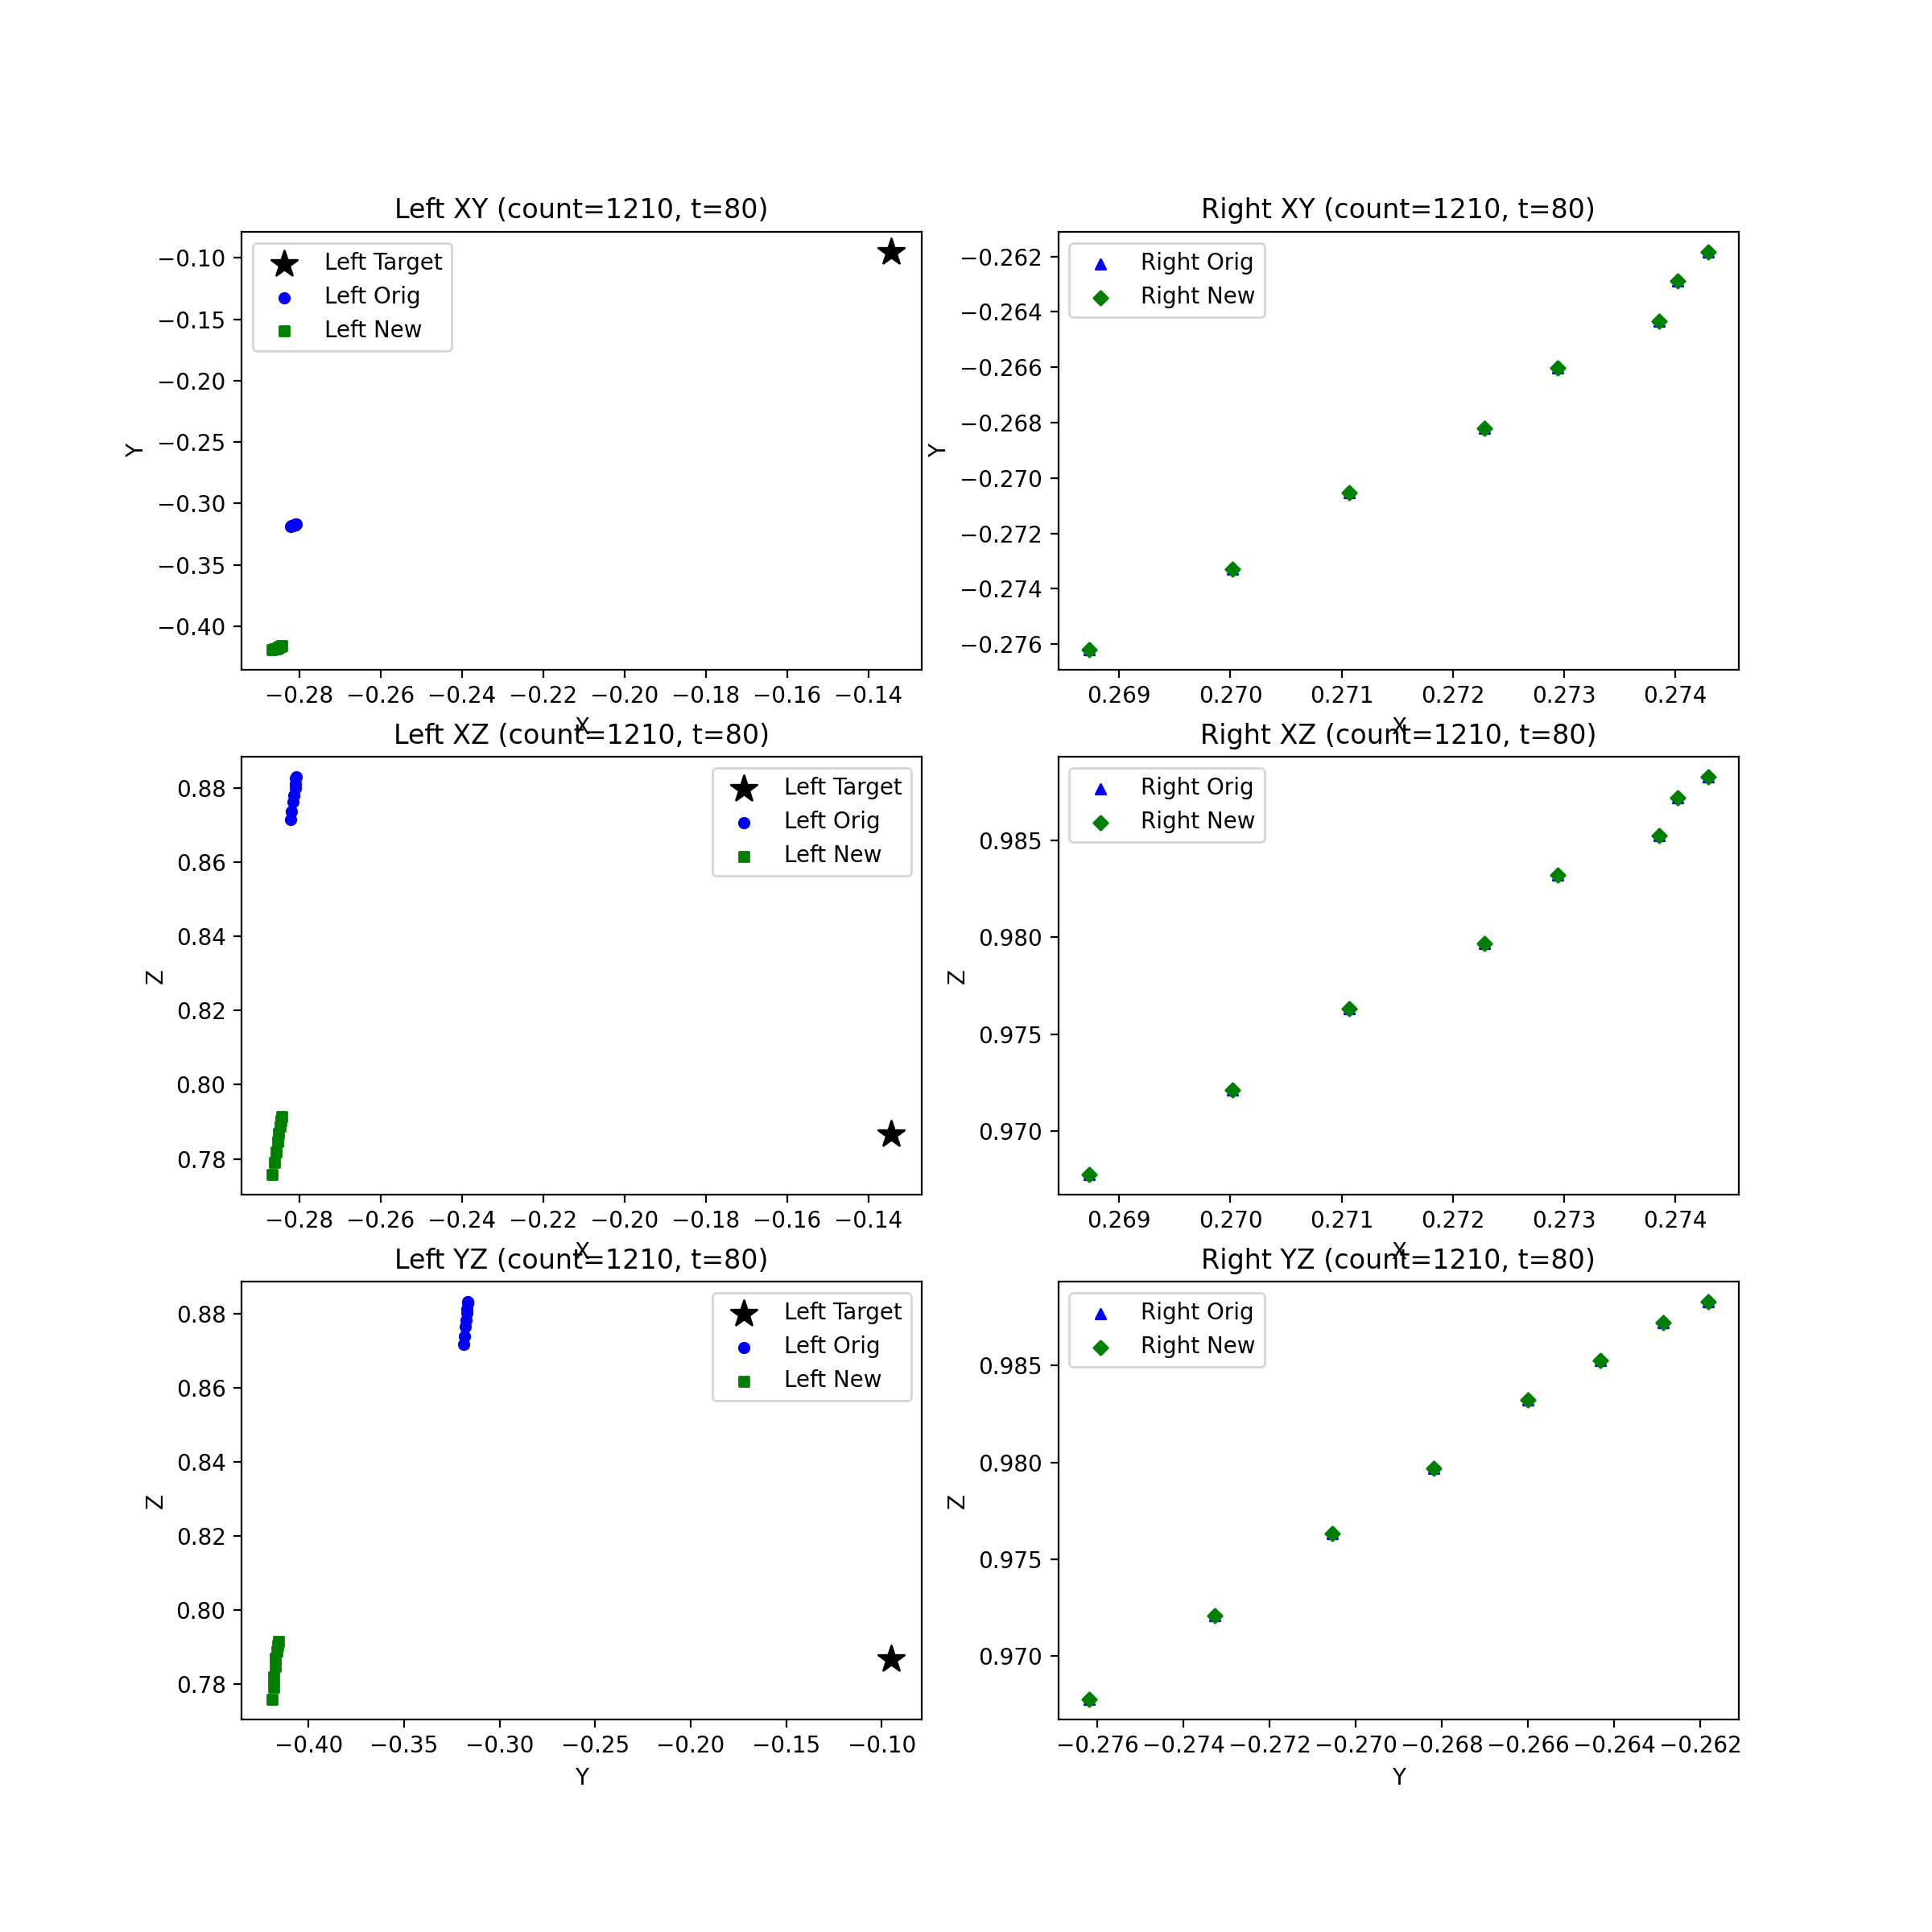 Left XY (count=1210, t=80)
Left Target
Left Orig
Left New
−0.10
−0.15
−0.20
−0.25
−0.30
−0.35
−0.40
Y
−0.28 −0.26 −0.24 −0.22 −0.20 −0.18 −0.16 −0.14
X
Right XY (count=1210, t=80)
Right Orig
Right New
−0.262
−0.264
−0.266
−0.268
−0.270
−0.272
−0.274
−0.276
Y
0.269 0.270 0.271 0.272 0.273 0.274
X
Left XZ (count=1210, t=80)
Left Target
Left Orig
Left New
0.88
0.86
0.84
0.82
0.80
0.78
Z
−0.28 −0.26 −0.24 −0.22 −0.20 −0.18 −0.16 −0.14
X
Right XZ (count=1210, t=80)
Right Orig
Right New
0.985
0.980
0.975
0.970
Z
0.269 0.270 0.271 0.272 0.273 0.274
X
Left YZ (count=1210, t=80)
Left Target
Left Orig
Left New
0.88
0.86
0.84
0.82
0.80
0.78
Z
−0.40 −0.35 −0.30 −0.25 −0.20 −0.15 −0.10
Y
Right YZ (count=1210, t=80)
Right Orig
Right New
0.985
0.980
0.975
0.970
Z
−0.276 −0.274 −0.272 −0.270 −0.268 −0.266 −0.264 −0.262
Y